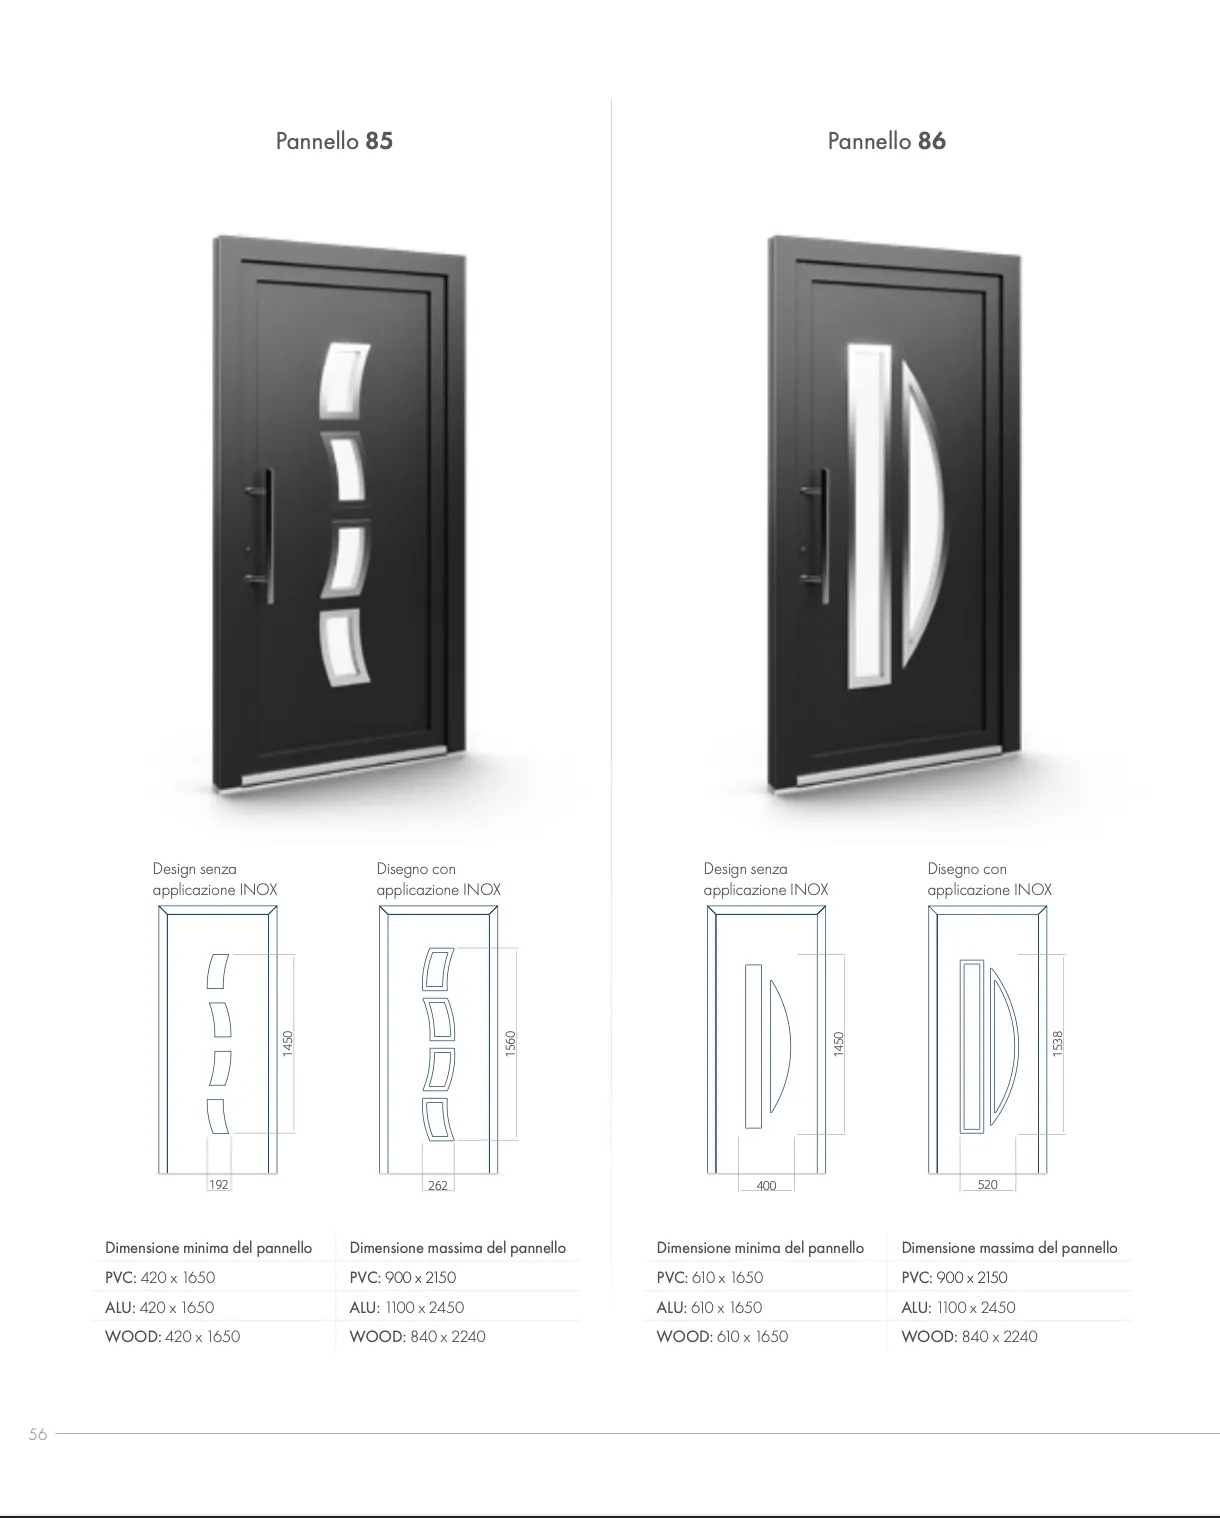 Pannello 85
Design senza
applicazione INOX
Disegno con
applicazione INOX
1450
192
1560
262
Dimensione minima del pannello
PVC: 420 x 1650
ALU: 420 x 1650
WOOD: 420 x 1650
Dimensione massima del pannello
PVC: 900 x 2150
ALU: 1100 x 2450
WOOD: 840 x 2240
Pannello 86
Design senza
applicazione INOX
Disegno con
applicazione INOX
1450
400
1538
520
Dimensione minima del pannello
PVC: 610 x 1650
ALU: 610 x 1650
WOOD: 610 x 1650
Dimensione massima del pannello
PVC: 900 x 2150
ALU: 1100 x 2450
WOOD: 840 x 2240
56